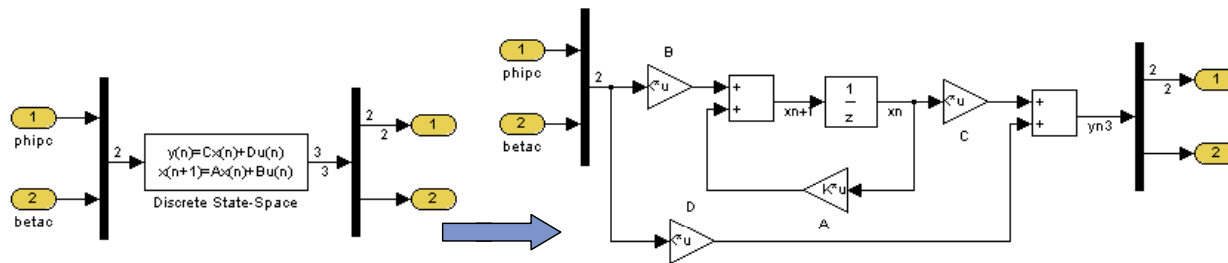 1
phipc
2
betac
2
y(n)=Cx(n)+Du(n)
x(n+1)=Ax(n)+Bu(n)
Discrete State-Space
3
3
2
2
1
2
1
phipc
2
betac
2
B
u
+
+
xn+1
1
z
xn
u
C
K u
A
D
u
+
+
yn3
2
2
1
2